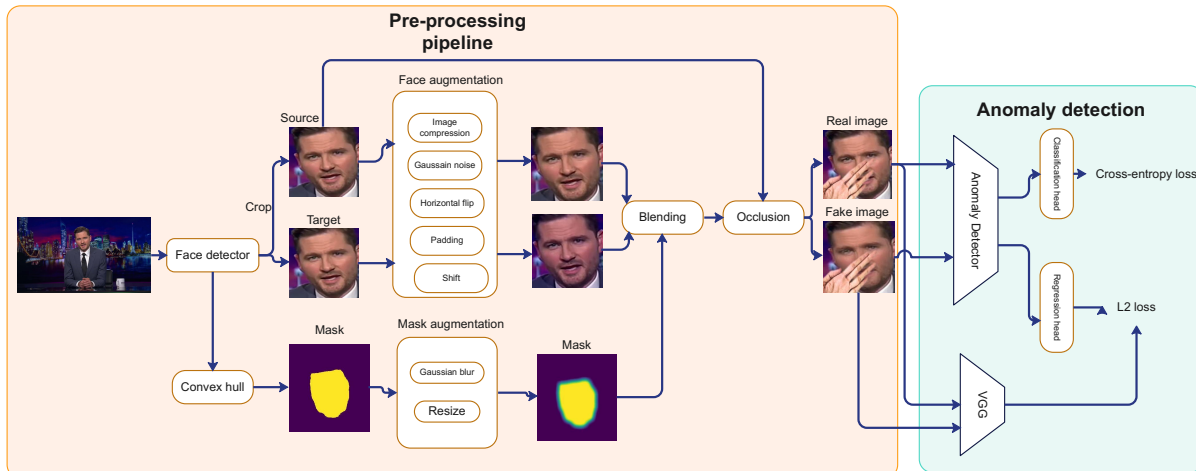 Pre-processing
pipeline
Face augmentation
Source
Image
compression
Gaussain noise
Horizontal flip
Padding
Shift
Crop
Target
Face detector
Blending
Occlusion
Real image
Fake image
Mask
Mask augmentation
Gaussian blur
Resize
Mask
Convex hull
Anomaly detection
Anomaly Detector
Classification head
Cross-entropy loss
Regression head
L2 loss
VGG